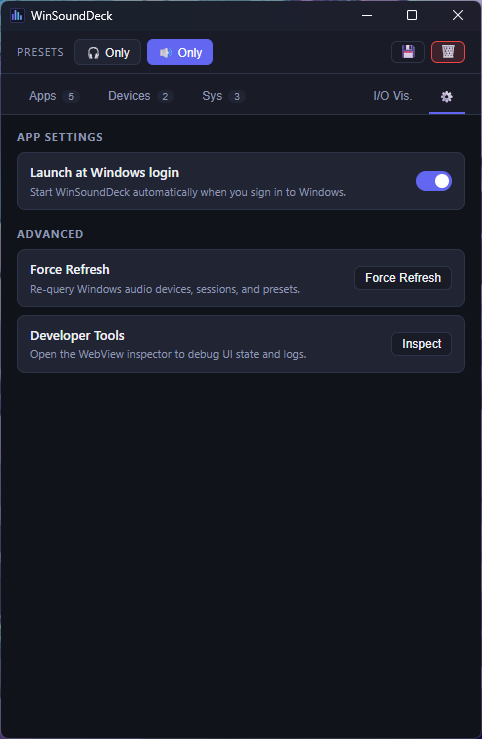 WinSoundDeck
PRESETS 🎧 Only 🔊 Only
Apps 5 Devices 2 Sys 3 I/O Vis.
APP SETTINGS
Launch at Windows login
Start WinSoundDeck automatically when you sign in to Windows.
ADVANCED
Force Refresh
Re-query Windows audio devices, sessions, and presets.
Force Refresh
Developer Tools
Open the WebView inspector to debug UI state and logs.
Inspect